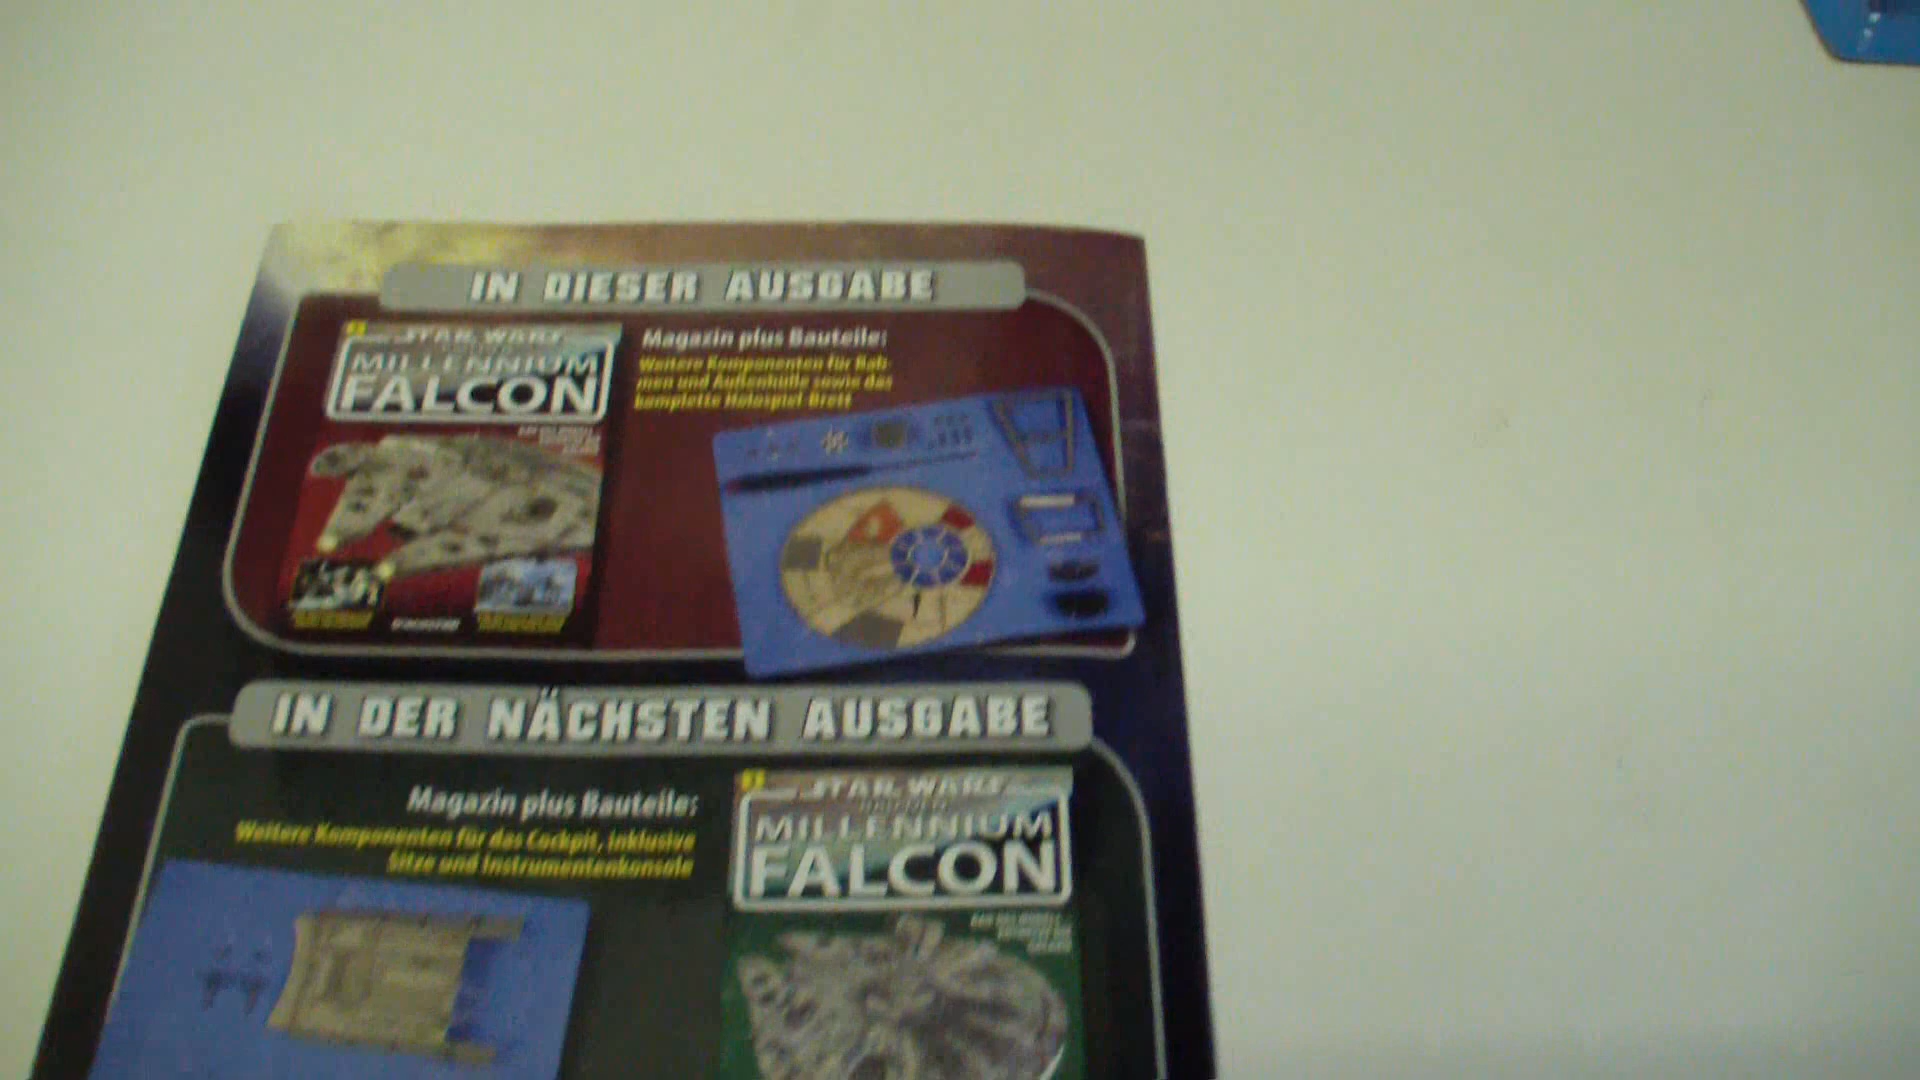 IN DIESER AUSGABE
STAR WARS
MILLENNIUM
FALCON
Magazin plus Bauteile:
Weitere Komponenten für Rah-
men und Außenhülle sowie das
komplette Holospiel-Brett
IN DER NÄCHSTEN AUSGABE
Magazin plus Bauteile:
Weitere Komponenten für das Cockpit, inklusive
Sitze und Instrumentenkonsole
STAR WARS
MILLENNIUM
FALCON